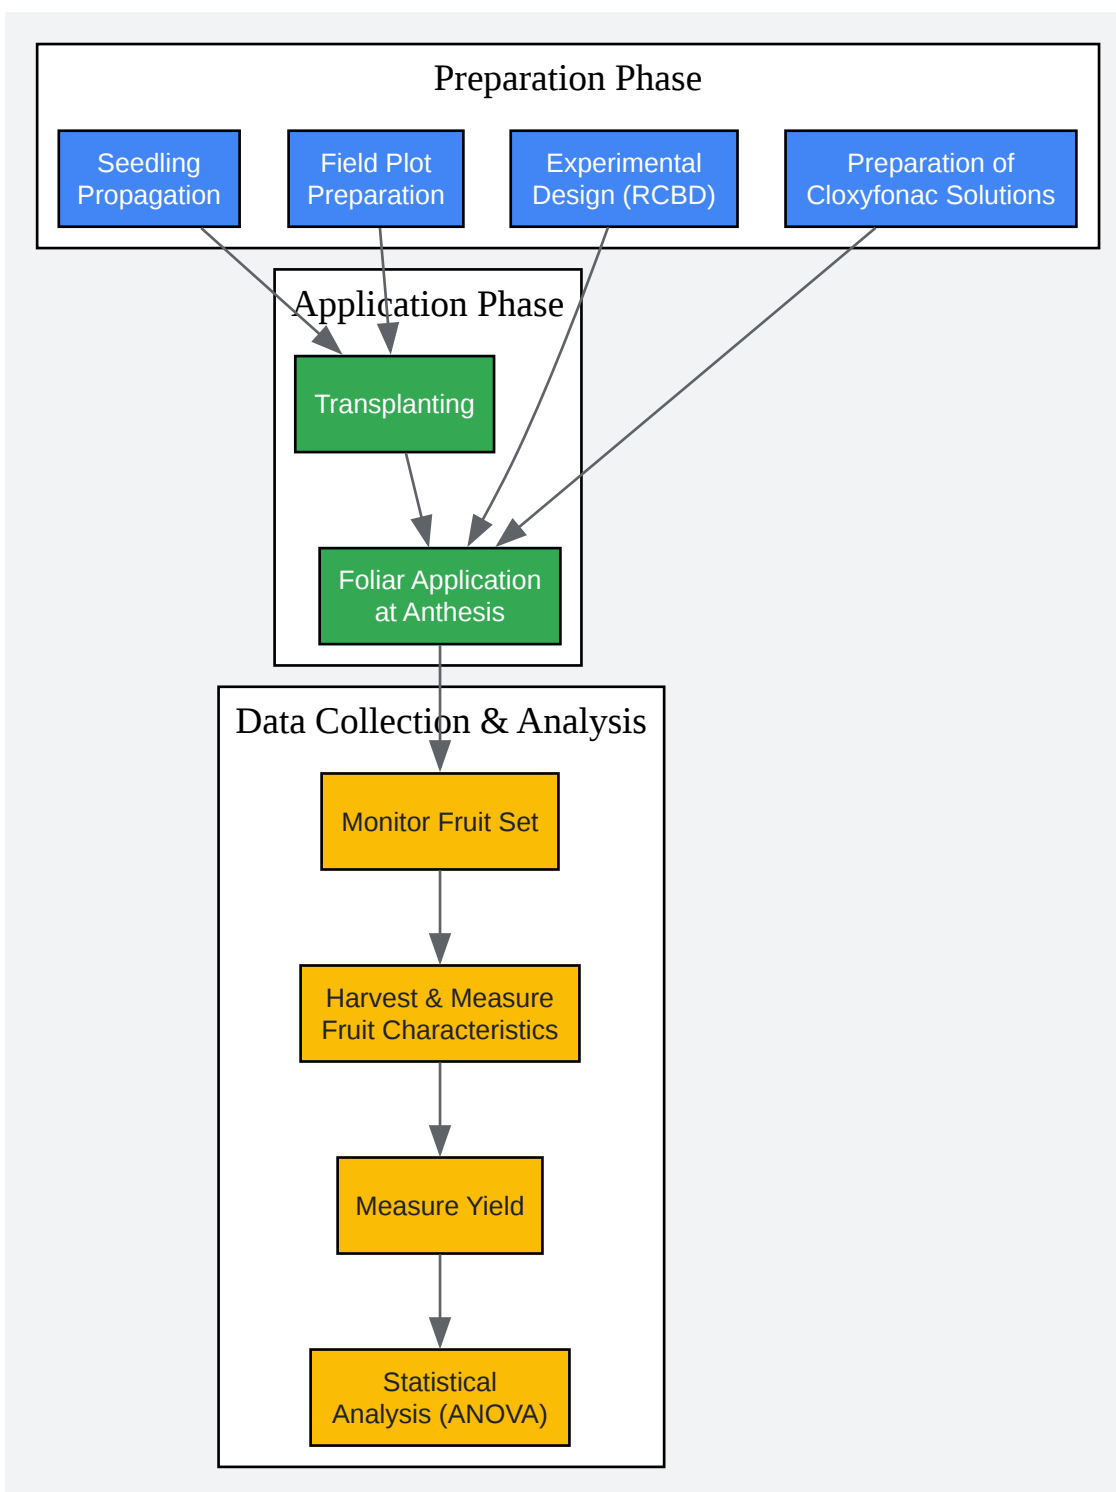 Preparation Phase
Seedling
Propagation
Field Plot
Preparation
Experimental
Design (RCBD)
Preparation of
Cloxyfonac Solutions
Application Phase
Transplanting
Foliar Application
at Anthesis
Data Collection & Analysis
Monitor Fruit Set
Harvest & Measure
Fruit Characteristics
Measure Yield
Statistical
Analysis (ANOVA)